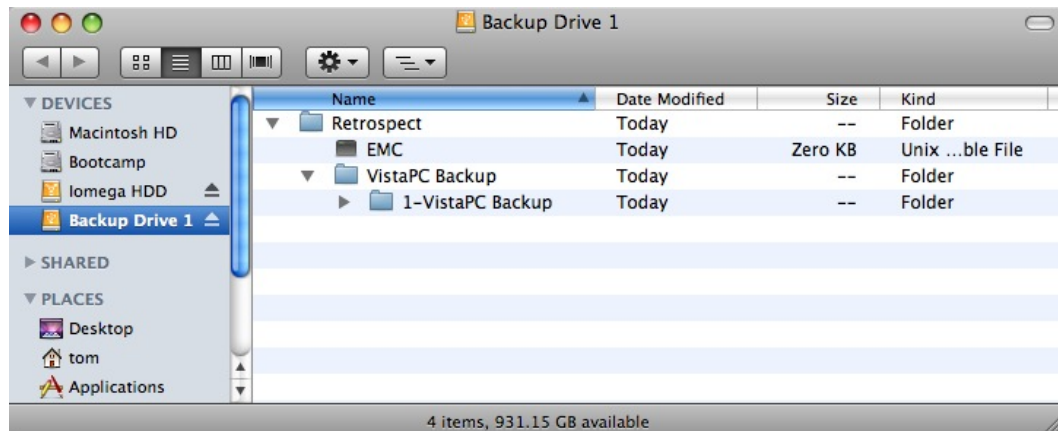 Backup Drive 1
DEVICES
Macintosh HD
Bootcamp
Iomega HDD
Backup Drive 1
SHARED
PLACES
Desktop
tom
Applications
Name Date Modified Size Kind
Retrospect Today -- Folder
EMC Today Zero KB Unix ...ble File
VistaPC Backup Today -- Folder
1-VistaPC Backup Today -- Folder
4 items, 931.15 GB available